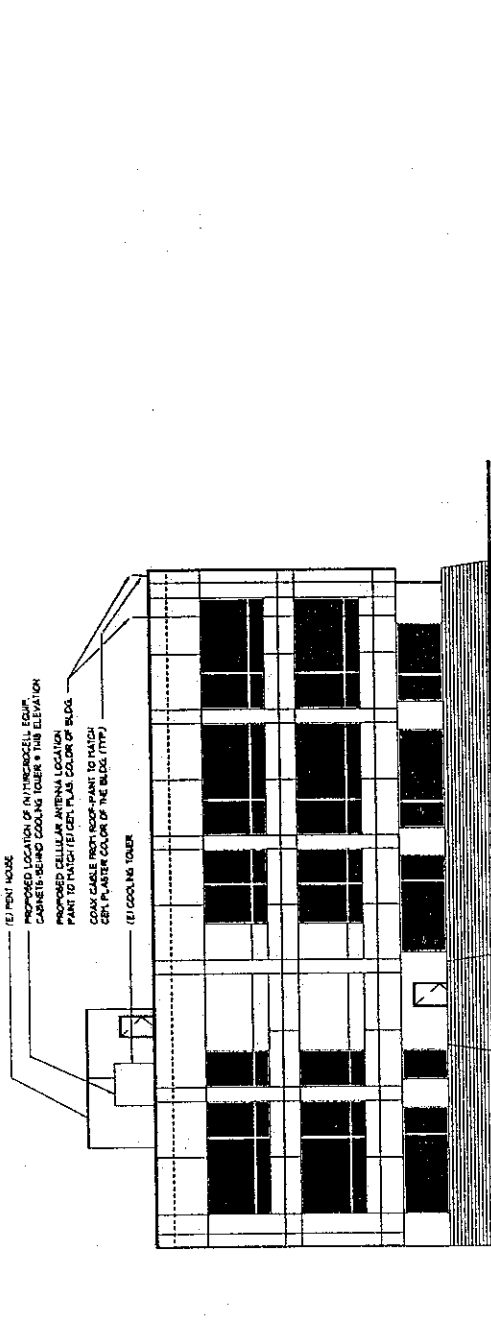 (E) PENT HOUSE
PROPOSED LOCATION OF (N) MIRCROCELL EQUIP.
CABINETS-BEHIND COOLING TOWER @ THIS ELEVATION
PROPOSED CELLULAR ANTENNA LOCATION
PAINT TO MATCH (E) CEM. PLAS. COLOR OF BLDG.
COAX CABLE FROM ROOF-PAINT TO MATCH
CEM. PLASTER COLOR OF THE BLDG. (TYP.)
(E) COOLING TOWER